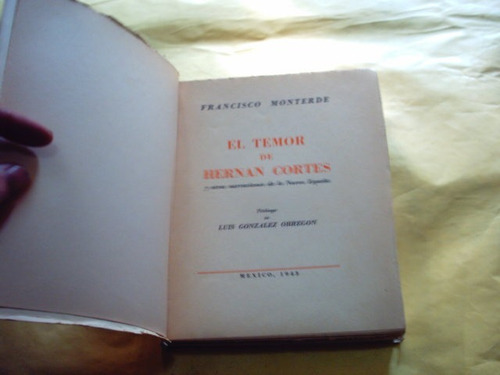 FRANCISCO MONTERDE
EL TEMOR
DE
HERNAN CORTES
y otras narraciones de la Nueva España
Prólogo
de
LUIS GONZALEZ OBREGON
MEXICO, 1943